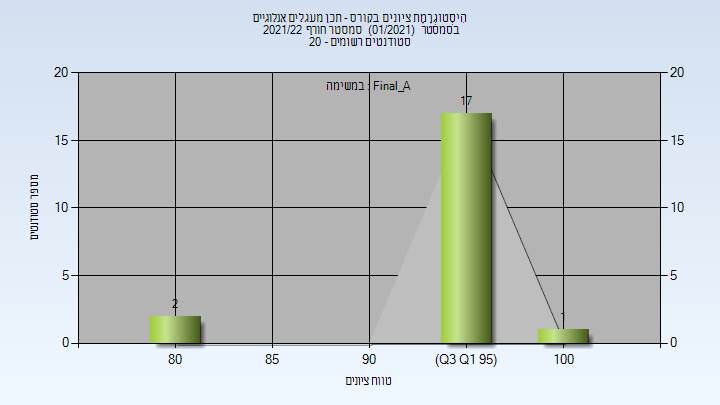 היסטוגרמת ציונים בקורס - תכן מעגלים אנלוגיים
בסמסטר (01/2021) סמסטר חורף 2021/22
סטודנטים רשומים - 20
במשימה : Final_A
20
15
10
5
0
20
15
10
5
0
מספר סטודנטים
2
17
1
80
85
90
(Q3 Q1 95)
100
טווח ציונים